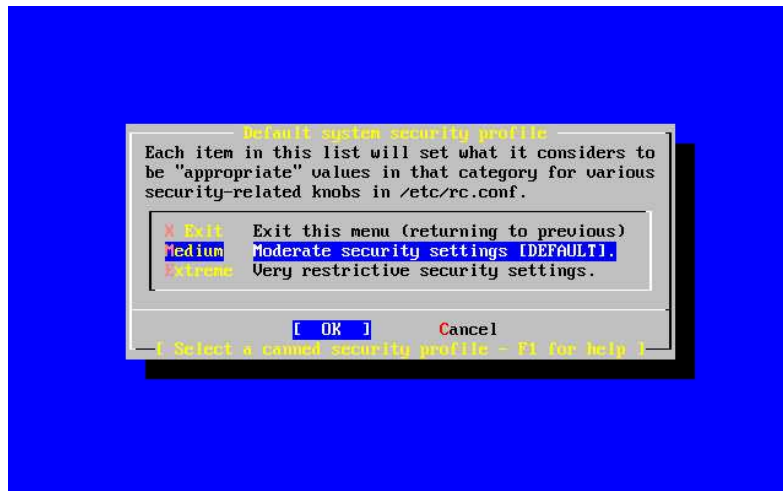 Default system security profile
Each item in this list will set what it considers to
be "appropriate" values in that category for various
security-related knobs in /etc/rc.conf.
X Exit Exit this menu (returning to previous)
Medium Moderate security settings [DEFAULT].
Extreme Very restrictive security settings.
[ OK ] Cancel
[ Select a canned security profile - F1 for help ]